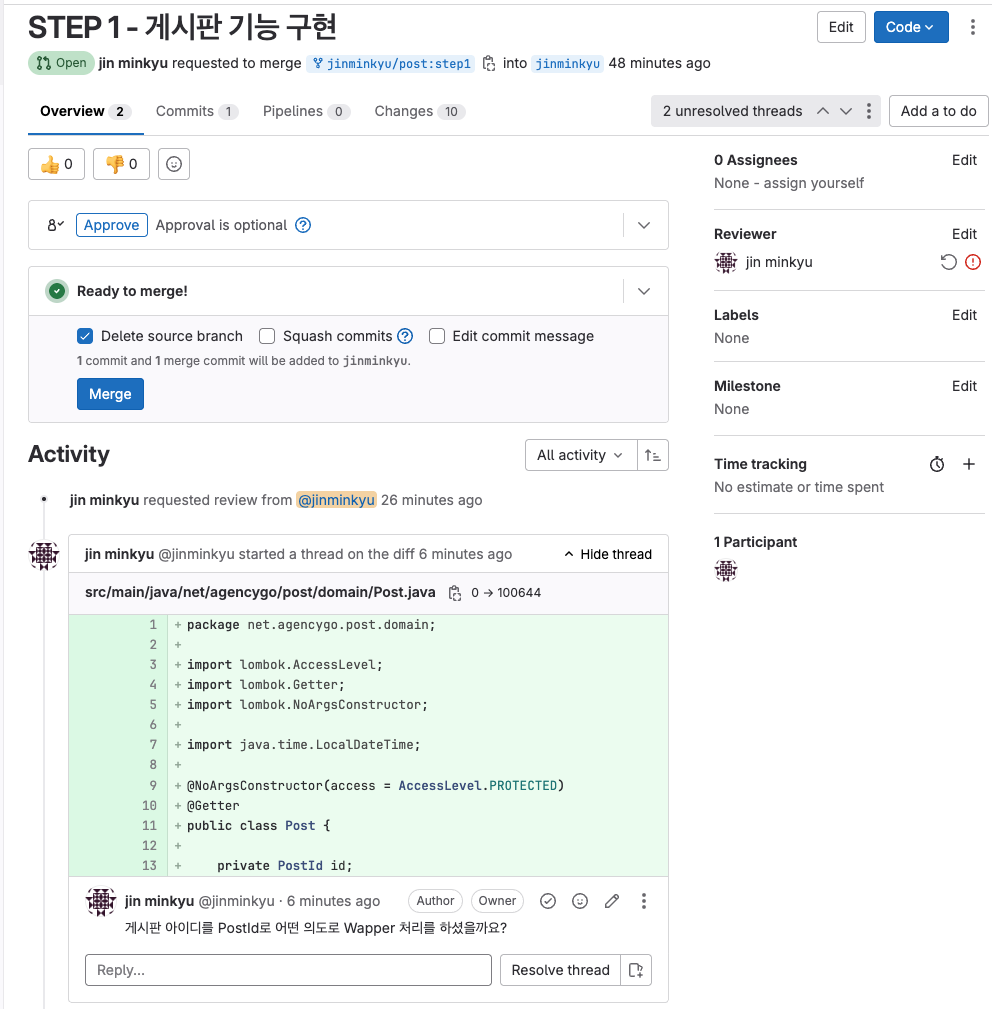 STEP 1 - 게시판 기능 구현
Edit
Code
Open jin minkyu requested to merge jinminkyu/post:step1 into jinminkyu 48 minutes ago
Overview 2 Commits 1 Pipelines 0 Changes 10
2 unresolved threads
Add a to do
0
0
Approve Approval is optional
Ready to merge!
Delete source branch Squash commits Edit commit message
1 commit and 1 merge commit will be added to jinminkyu.
Merge
Activity
All activity
jin minkyu requested review from @jinminkyu 26 minutes ago
jin minkyu @jinminkyu started a thread on the diff 6 minutes ago
Hide thread
src/main/java/net/agencygo/post/domain/Post.java 0 → 100644
1 + package net.agencygo.post.domain;
2 +
3 + import lombok.AccessLevel;
4 + import lombok.Getter;
5 + import lombok.NoArgsConstructor;
6 +
7 + import java.time.LocalDateTime;
8 +
9 + @NoArgsConstructor(access = AccessLevel.PROTECTED)
10 + @Getter
11 + public class Post {
12 +
13 + private PostId id;
jin minkyu @jinminkyu · 6 minutes ago
Author
Owner
게시판 아이디를 PostId로 어떤 의도로 Wapper 처리를 하셨을까요?
Reply...
Resolve thread
0 Assignees
Edit
None - assign yourself
Reviewer
Edit
jin minkyu
Labels
Edit
None
Milestone
Edit
None
Time tracking
No estimate or time spent
1 Participant